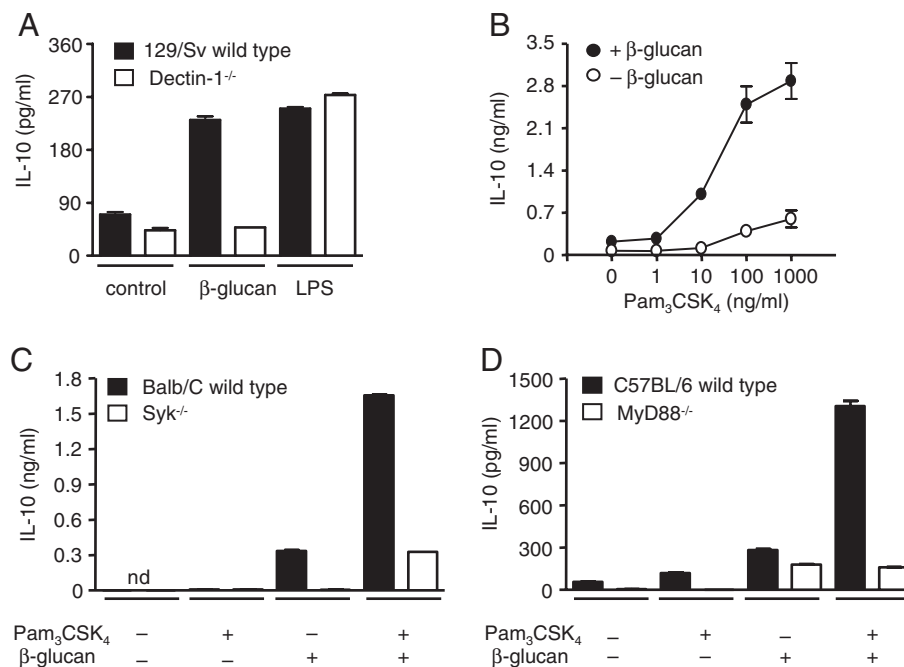 A
360
270
180
90
0
IL-10 (pg/ml)
129/Sv wild type
Dectin-1-/-
control
β-glucan
LPS
B
3.5
2.8
2.1
1.4
0.7
0
IL-10 (ng/ml)
+ β-glucan
– β-glucan
0 1 10 100 1000
Pam3CSK4 (ng/ml)
C
1.8
1.5
1.2
0.9
0.6
0.3
0
IL-10 (ng/ml)
Balb/C wild type
Syk-/-
nd
Pam3CSK4 – + – +
β-glucan – – + +
D
1500
1200
900
600
300
0
IL-10 (pg/ml)
C57BL/6 wild type
MyD88-/-
– + – +
– – + +